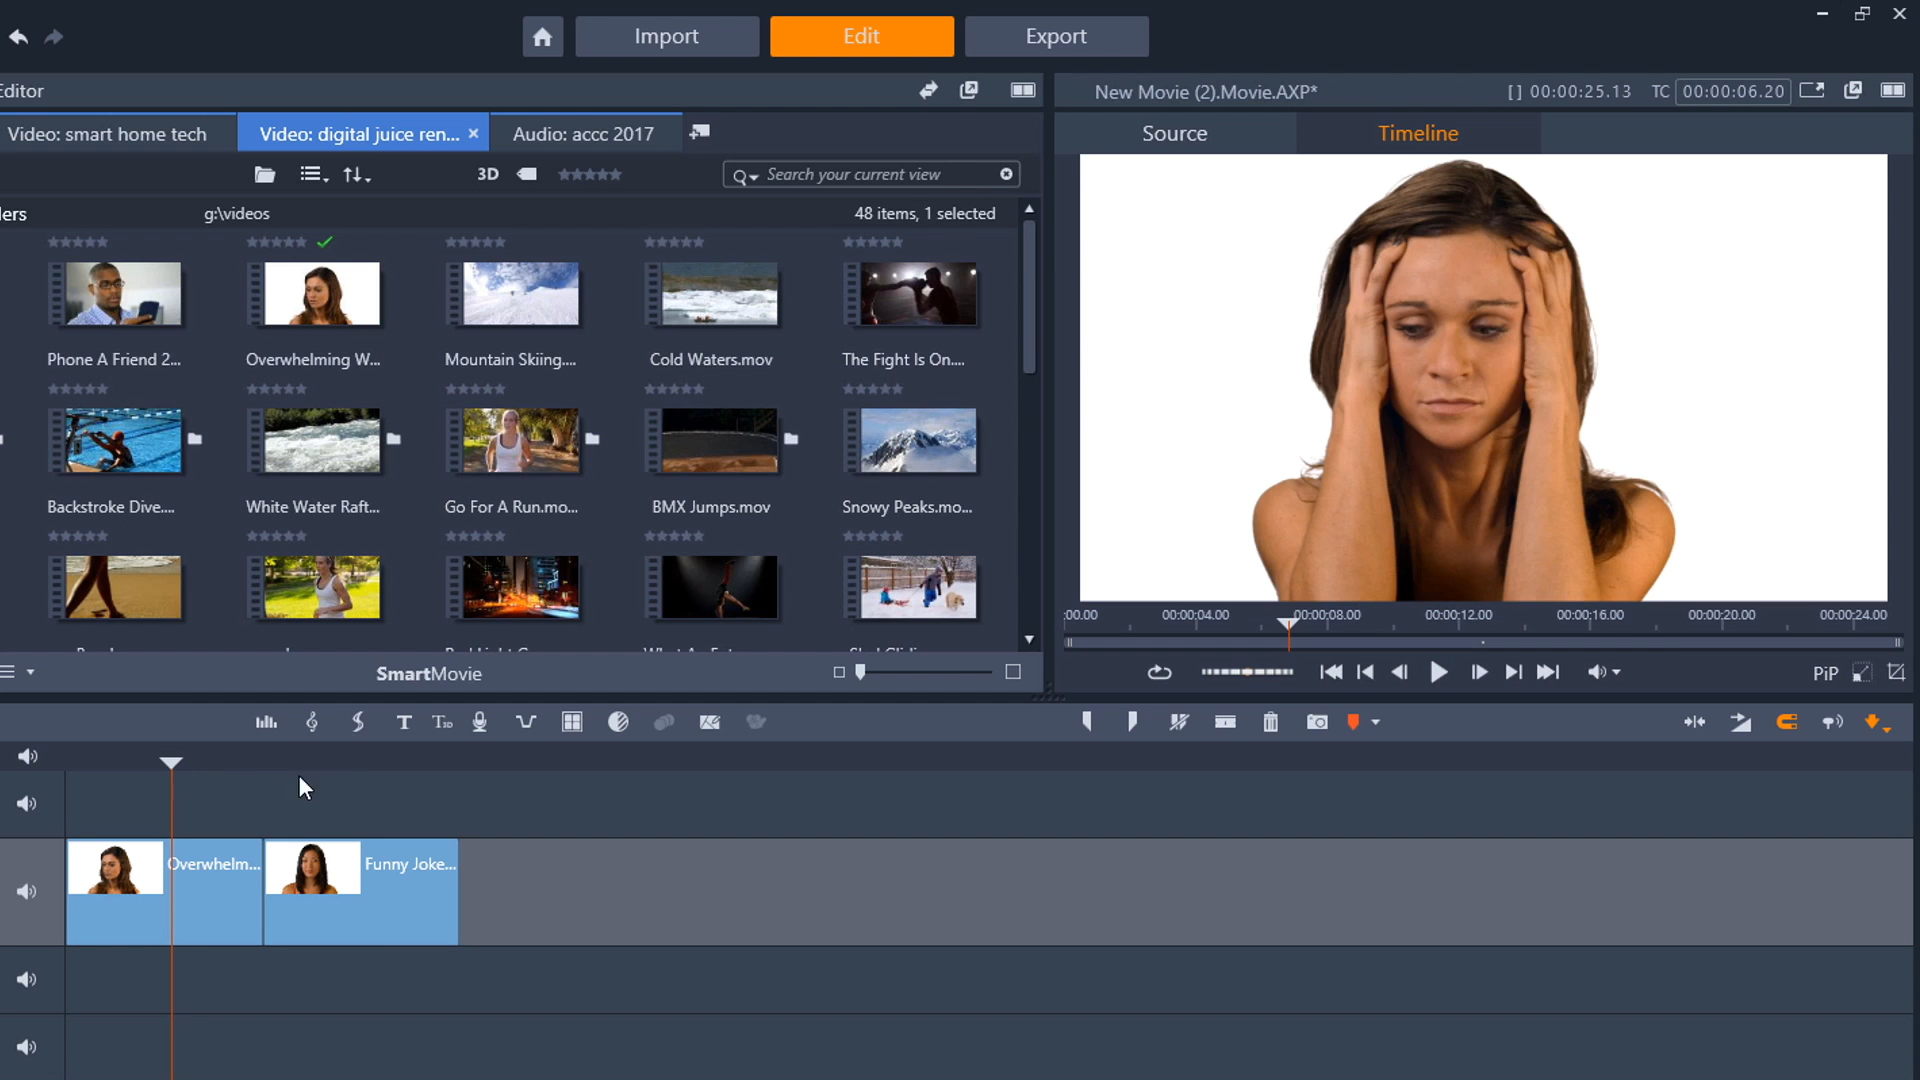 Import
Edit
Export
Editor
New Movie (2).Movie.AXP*
[ ] 00:00:25.13
TC 00:00:06.20
Video: smart home tech
Video: digital juice ren... ×
Audio: accc 2017
Source
Timeline
3D
Search your current view
ders
g:\videos
48 items, 1 selected
Phone A Friend 2...
Overwhelming W...
Mountain Skiing....
Cold Waters.mov
The Fight Is On....
Backstroke Dive....
White Water Raft...
Go For A Run.mo...
BMX Jumps.mov
Snowy Peaks.mo...
:00.00
00:00:04.00
00:00:08.00
00:00:12.00
00:00:16.00
00:00:20.00
00:00:24.00
SmartMovie
PiP
T
T3D
Overwhelm...
Funny Joke...